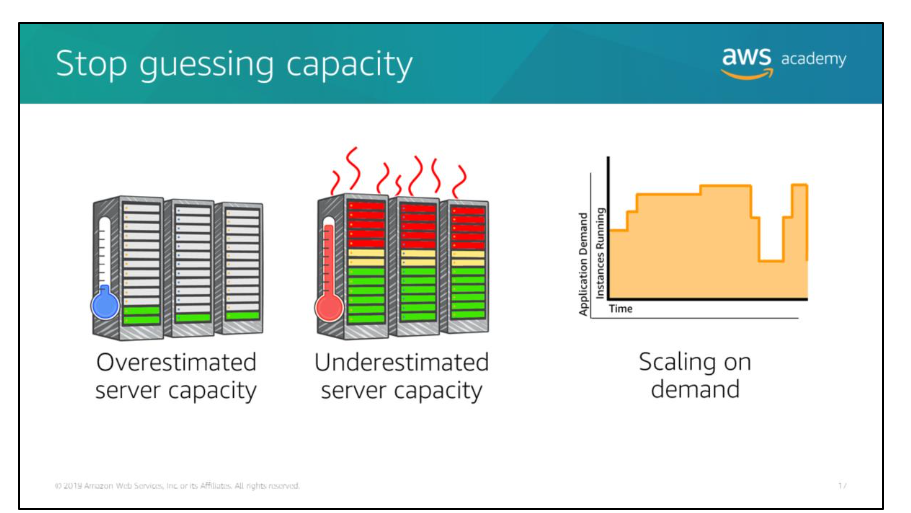 Stop guessing capacity
aws academy
Overestimated
server capacity
Underestimated
server capacity
Application Demand
Instances Running
Time
Scaling on
demand
© 2019 Amazon Web Services, Inc. or its Affiliates. All rights reserved.
17